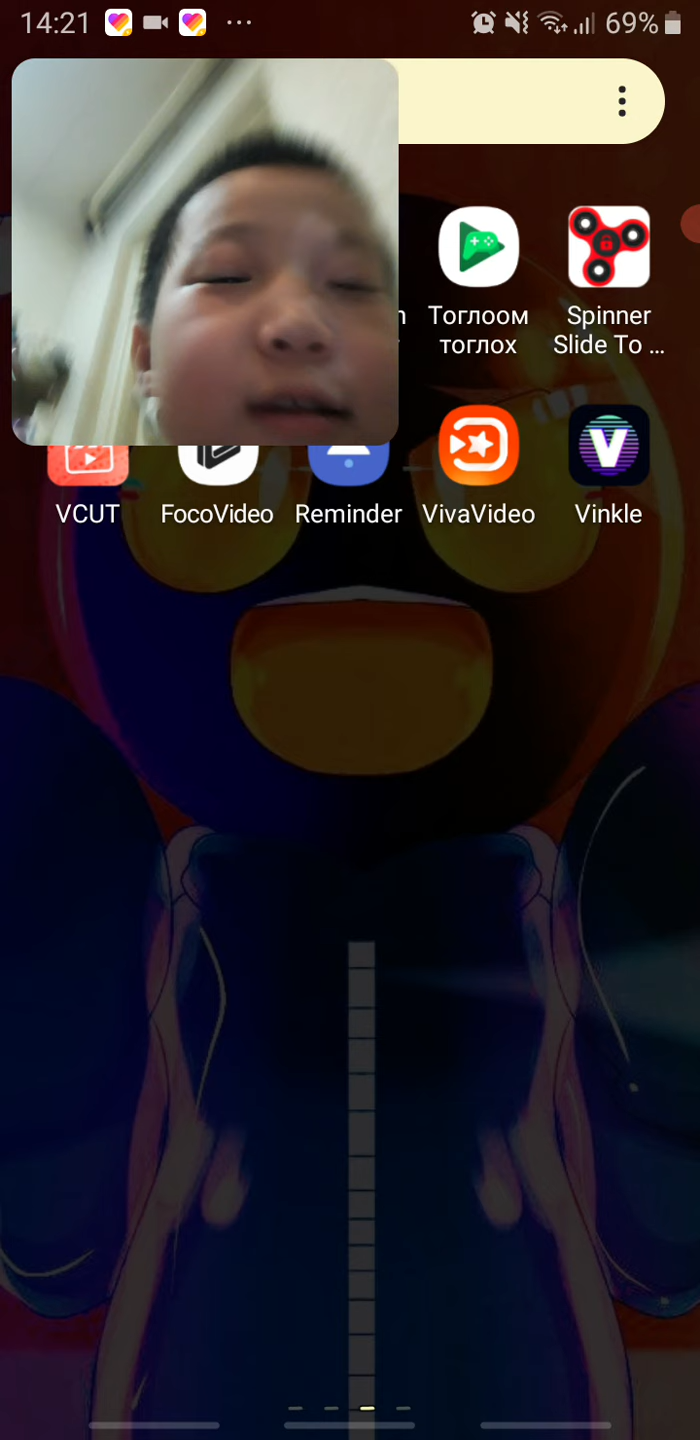 14:21
69%
Тоглоом
тоглох
Spinner
Slide To ...
VCUT
FocoVideo
Reminder
VivaVideo
Vinkle